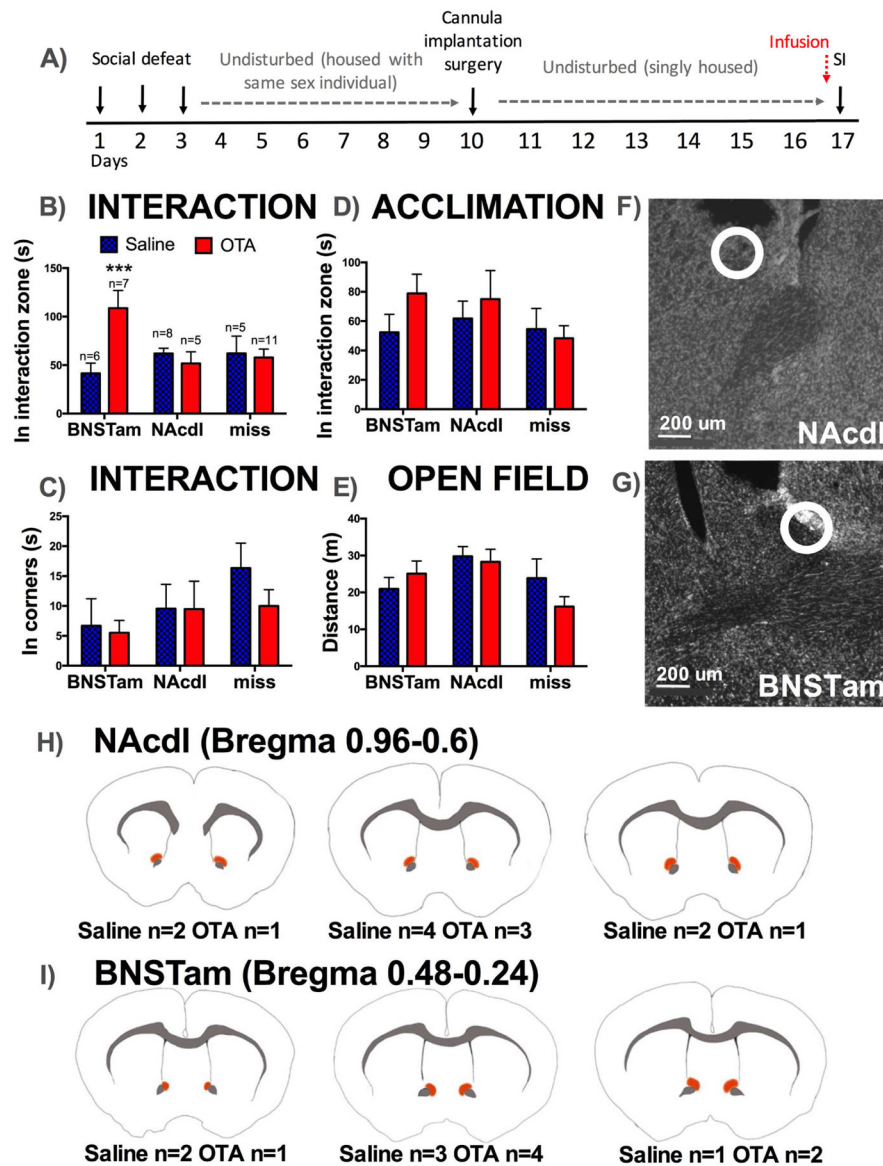 A)
Social defeat
Undisturbed (housed with
same sex individual)
Cannula
implantation
surgery
Undisturbed (singly housed)
Infusion
SI
1 2 3 4 5 6 7 8 9 10 11 12 13 14 15 16 17
Days
B) INTERACTION
Saline OTA
In interaction zone (s)
150
100
50
0
n=6
***
n=7
n=8
n=5
n=5
n=11
BNSTam NAcdl miss
D) ACCLIMATION
In interaction zone (s)
100
80
60
40
20
0
BNSTam NAcdl miss
F)
200 um
NAcdl
C) INTERACTION
In corners (s)
25
20
15
10
5
0
BNSTam NAcdl miss
E) OPEN FIELD
Distance (m)
40
30
20
10
0
BNSTam NAcdl miss
G)
200 um
BNSTam
H) NAcdl (Bregma 0.96-0.6)
Saline n=2 OTA n=1
Saline n=4 OTA n=3
Saline n=2 OTA n=1
I) BNSTam (Bregma 0.48-0.24)
Saline n=2 OTA n=1
Saline n=3 OTA n=4
Saline n=1 OTA n=2